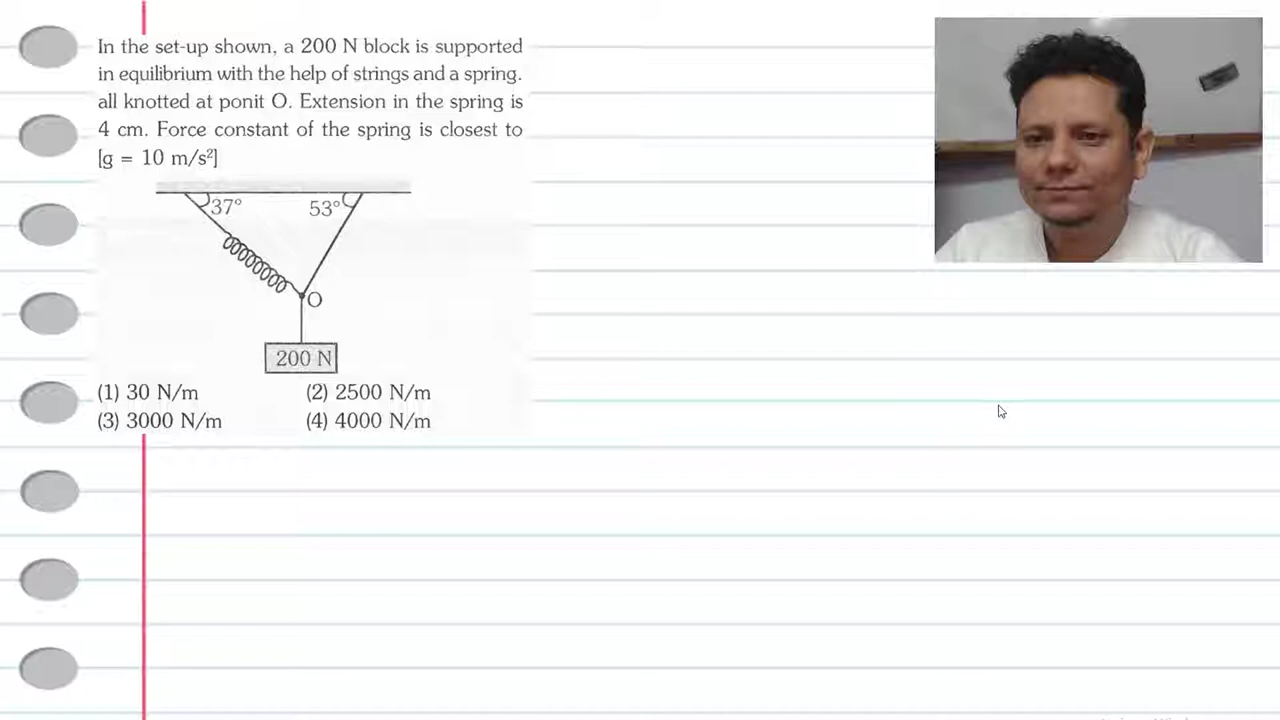 In the set-up shown, a 200 N block is supported
in equilibrium with the help of strings and a spring.
all knotted at ponit O. Extension in the spring is
4 cm. Force constant of the spring is closest to
[g = 10 m/s²]
37° 53°
O
200 N
(1) 30 N/m (2) 2500 N/m
(3) 3000 N/m (4) 4000 N/m